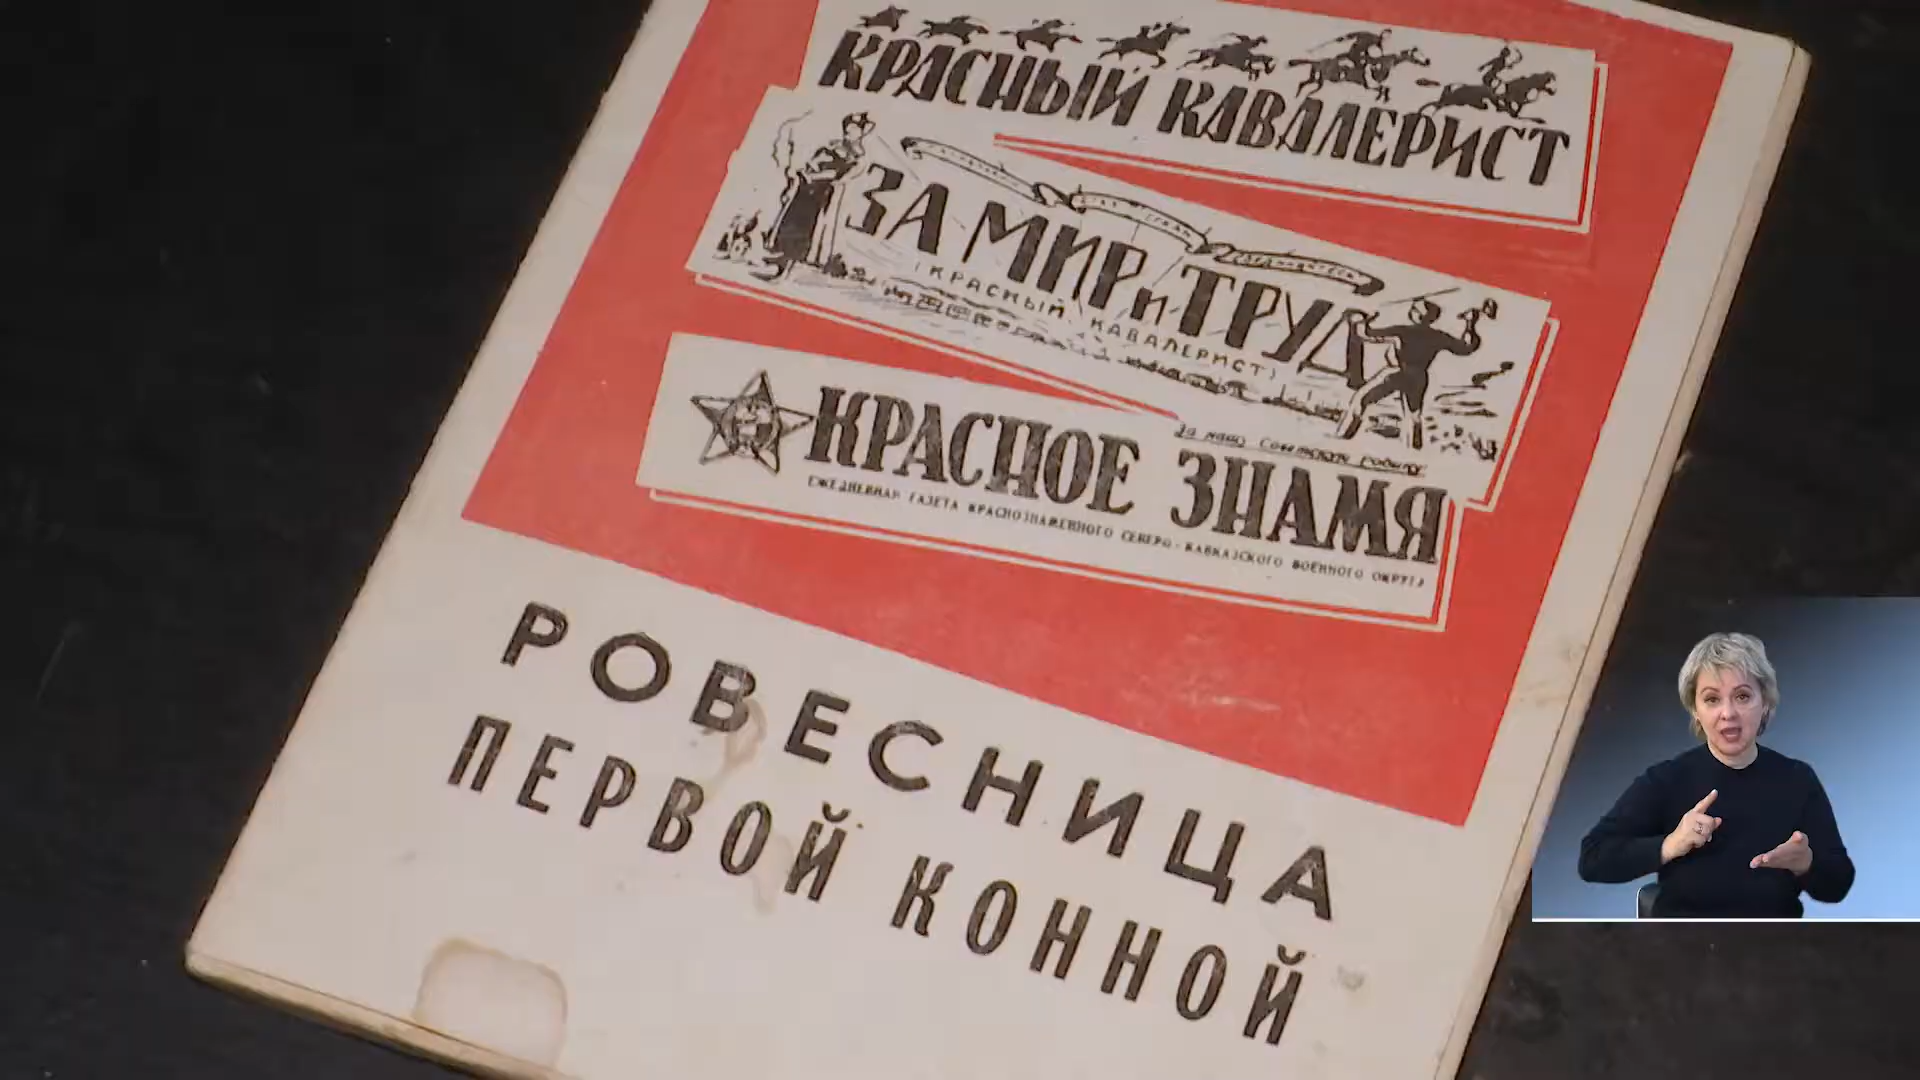 КРАСНЫЙ КАВАЛЕРИСТ
ЗА МИР и ТРУД
(КРАСНЫЙ КАВАЛЕРИСТ)
За нашу Советскую родину!
КРАСНОЕ ЗНАМЯ
ЕЖЕДНЕВНАЯ ГАЗЕТА КРАСНОЗНАМЕННОГО СЕВЕРО-КАВКАЗСКОГО ВОЕННОГО ОКРУГА
РОВЕСНИЦА
ПЕРВОЙ КОННОЙ